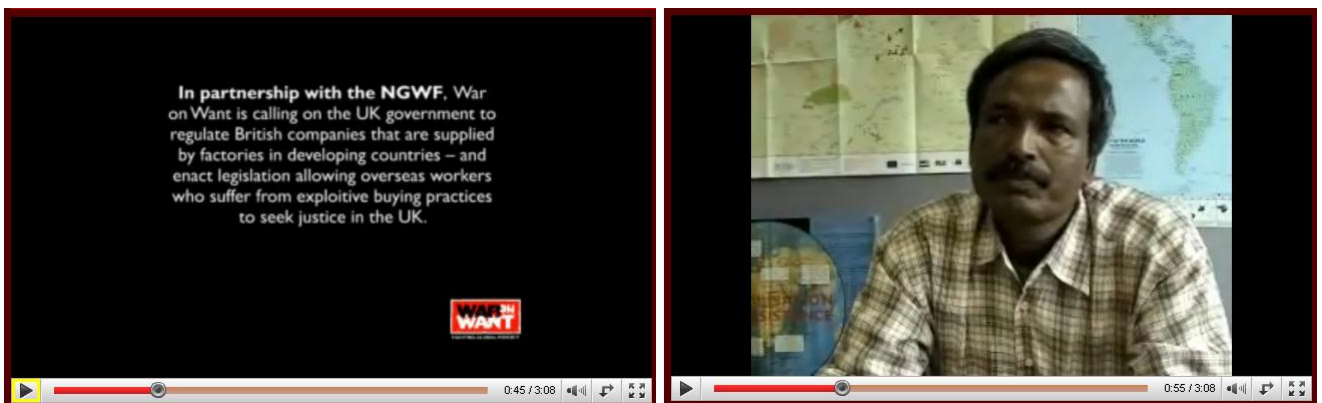 In partnership with the NGWF, War
on Want is calling on the UK government to
regulate British companies that are supplied
by factories in developing countries – and
enact legislation allowing overseas workers
who suffer from exploitive buying practices
to seek justice in the UK.
WAR ON
WANT
0:45 / 3:08
0:55 / 3:08